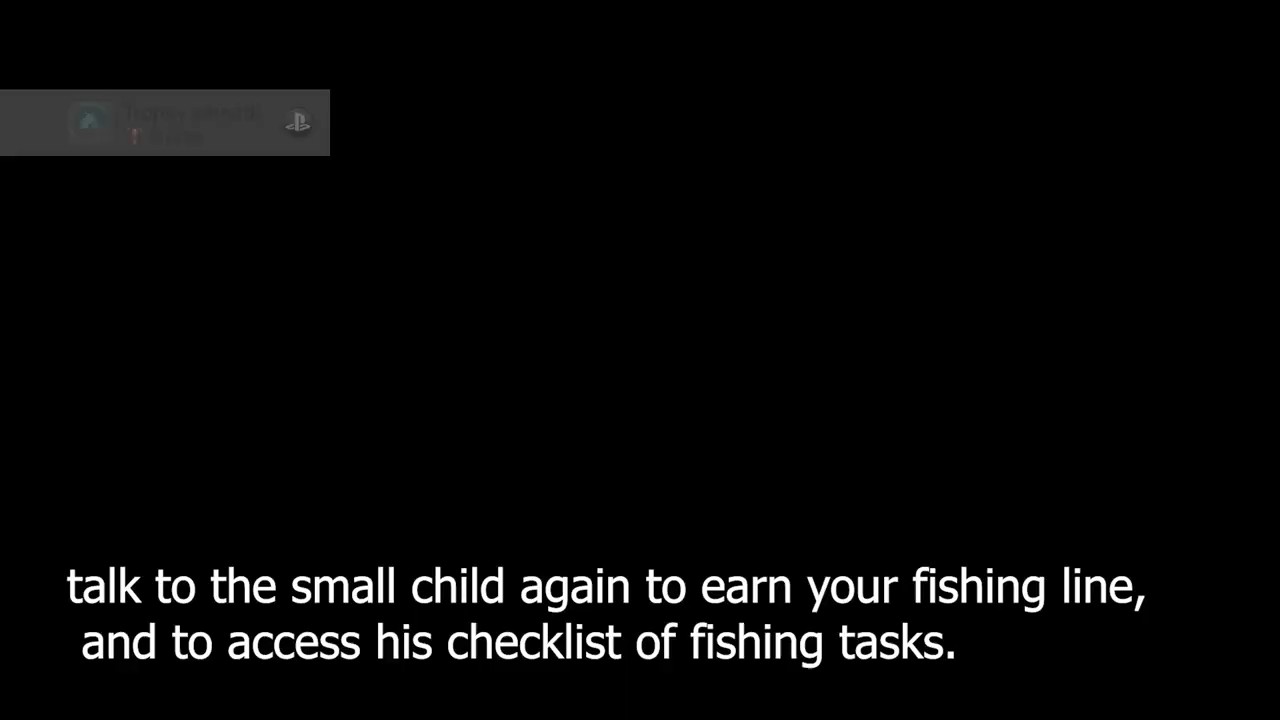 talk to the small child again to earn your fishing line,
and to access his checklist of fishing tasks.